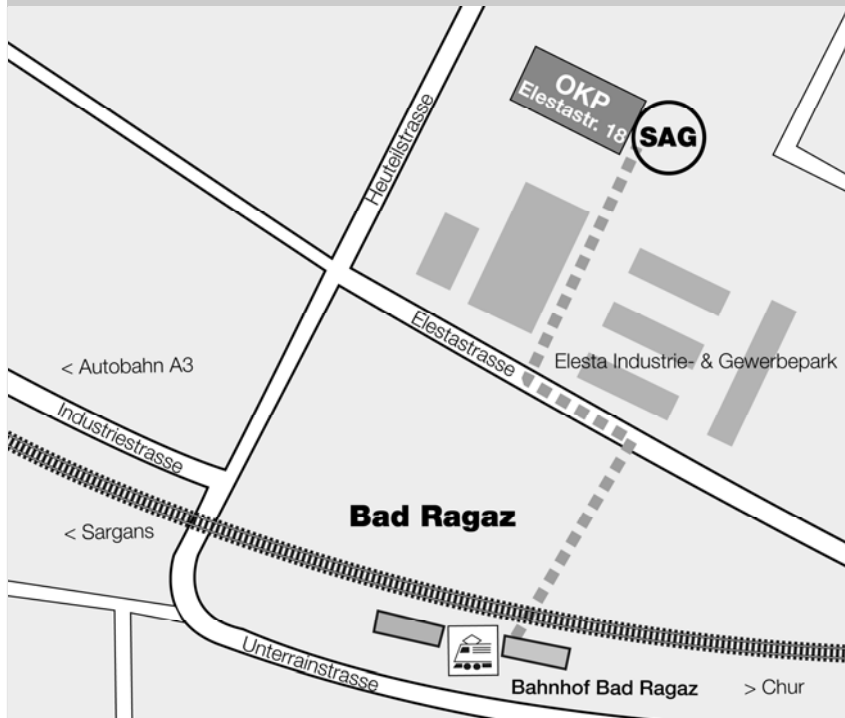 OKP
Elestastr. 18
SAG
Heuteilstrasse
Elestastrasse
Elesta Industrie- & Gewerbepark
< Autobahn A3
Industriestrasse
Bad Ragaz
< Sargans
Unterrainstrasse
Bahnhof Bad Ragaz
> Chur